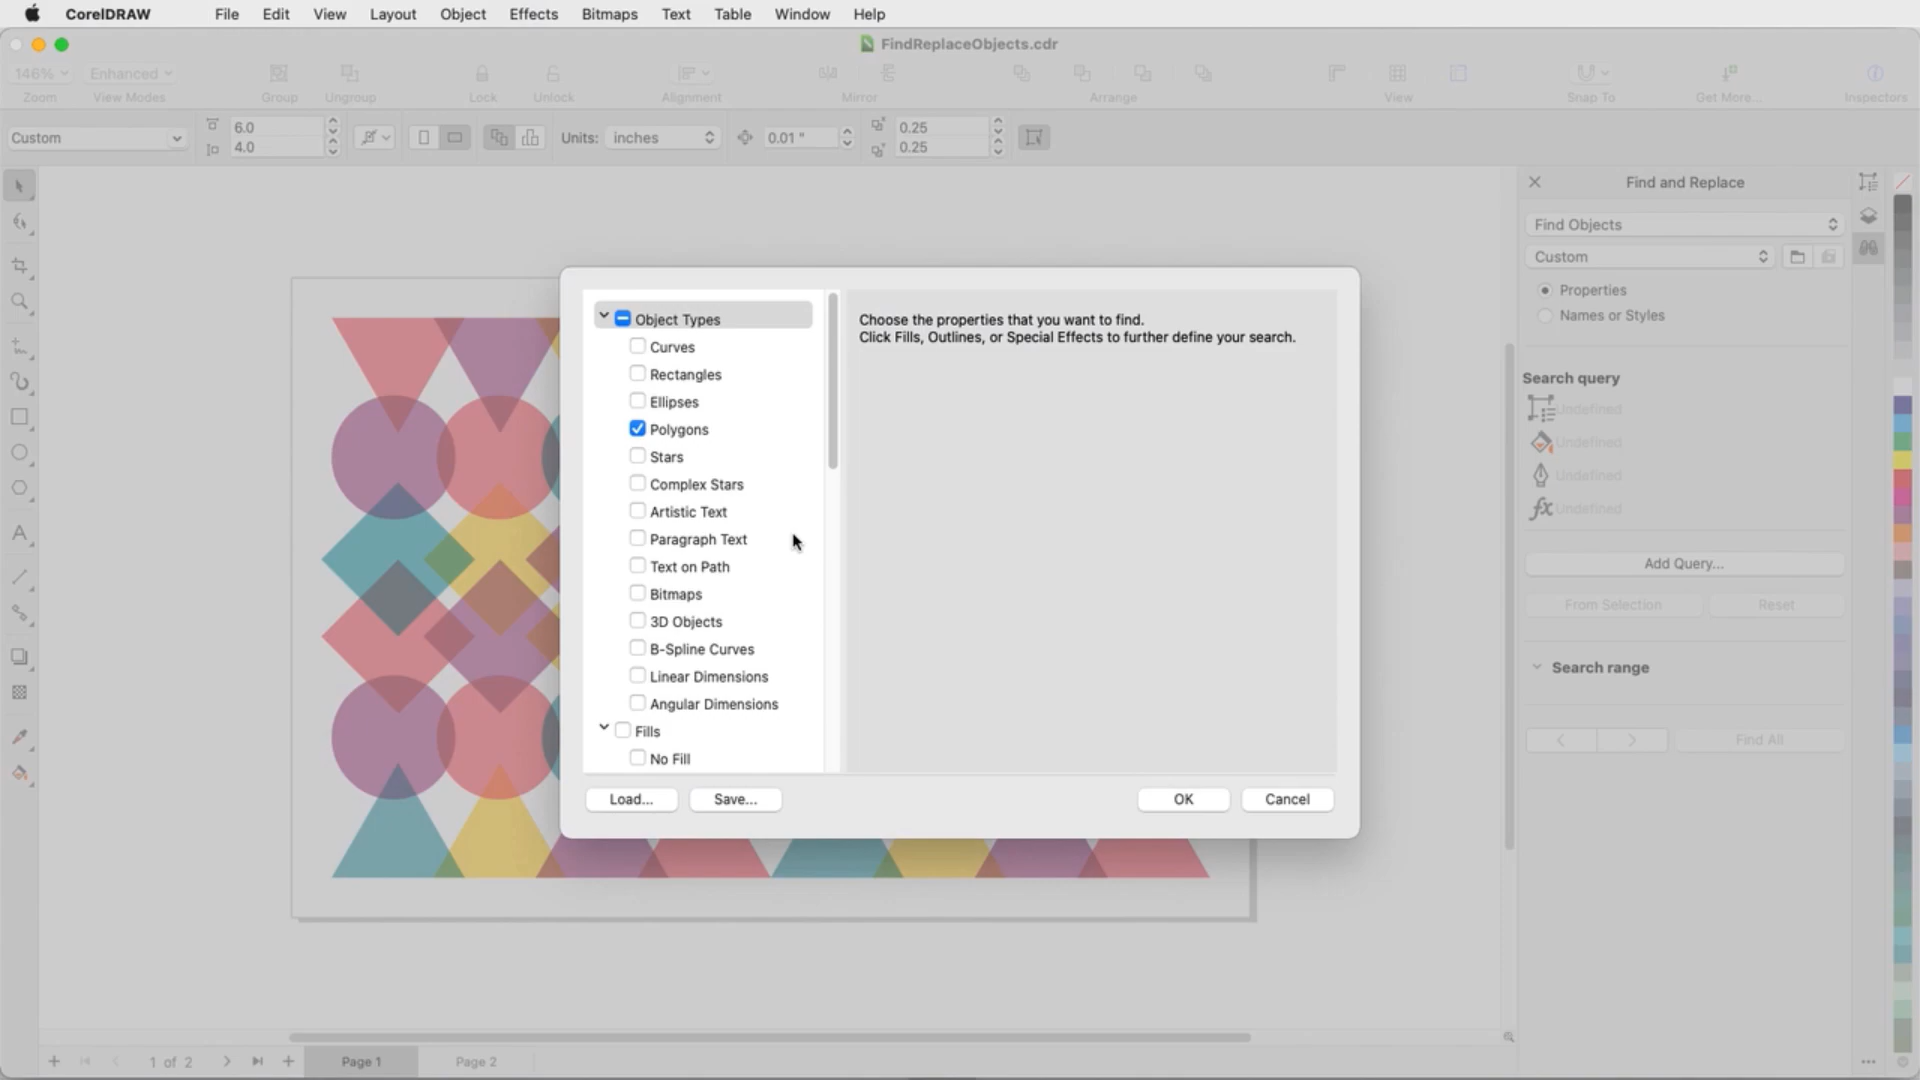 CorelDRAW File Edit View Layout Object Effects Bitmaps Text Table Window Help
FindReplaceObjects.cdr
146% Enhanced
Zoom View Modes Group Ungroup Lock Unlock Alignment Mirror Arrange View Snap To Get More... Inspectors
Custom 6.0 Units: inches 0.01 " 0.25
4.0 0.25
Find and Replace
Find Objects
Custom
Properties
Names or Styles
Search query
Undefined
Undefined
Undefined
fx Undefined
Add Query...
From Selection Reset
Search range
Find All
Object Types
Curves
Rectangles
Ellipses
Polygons
Stars
Complex Stars
Artistic Text
Paragraph Text
Text on Path
Bitmaps
3D Objects
B-Spline Curves
Linear Dimensions
Angular Dimensions
Fills
No Fill
Choose the properties that you want to find.
Click Fills, Outlines, or Special Effects to further define your search.
Load... Save... OK Cancel
1 of 2 Page 1 Page 2